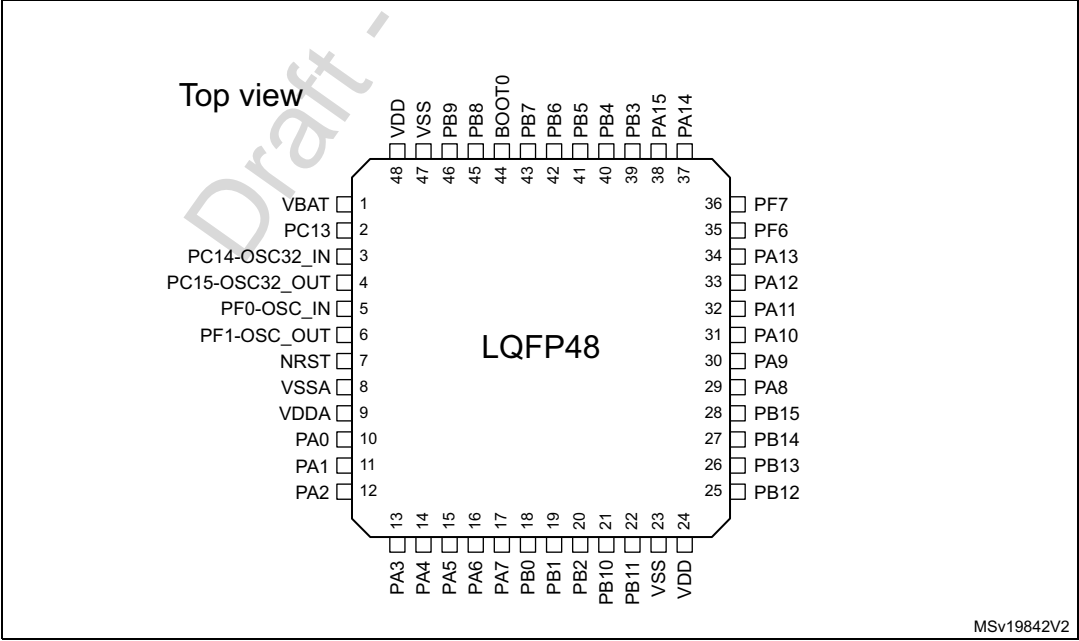 Draft -
Top view
VDD
VSS
PB9
PB8
BOOT0
PB7
PB6
PB5
PB4
PB3
PA15
PA14
48
47
46
45
44
43
42
41
40
39
38
37
VBAT 1
PC13 2
PC14-OSC32_IN 3
PC15-OSC32_OUT 4
PF0-OSC_IN 5
PF1-OSC_OUT 6
NRST 7
VSSA 8
VDDA 9
PA0 10
PA1 11
PA2 12
LQFP48
36 PF7
35 PF6
34 PA13
33 PA12
32 PA11
31 PA10
30 PA9
29 PA8
28 PB15
27 PB14
26 PB13
25 PB12
13
14
15
16
17
18
19
20
21
22
23
24
PA3
PA4
PA5
PA6
PA7
PB0
PB1
PB2
PB10
PB11
VSS
VDD
MSv19842V2